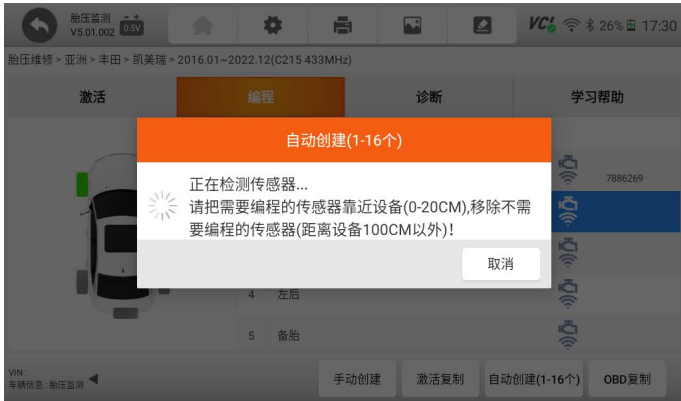 胎压监测
V5.01.002 0.5V
VCI 26% 17:30
胎压维修 > 亚洲 > 丰田 > 凯美瑞 > 2016.01~2022.12(C215 433MHz)
激活 编程 诊断 学习帮助
自动创建(1-16个)
正在检测传感器...
请把需要编程的传感器靠近设备(0-20CM),移除不需
要编程的传感器(距离设备100CM以外)!
取消
7886269
4 左后
5 备胎
VIN :
车辆信息 : 胎压监测
手动创建 激活复制 自动创建(1-16个) OBD复制